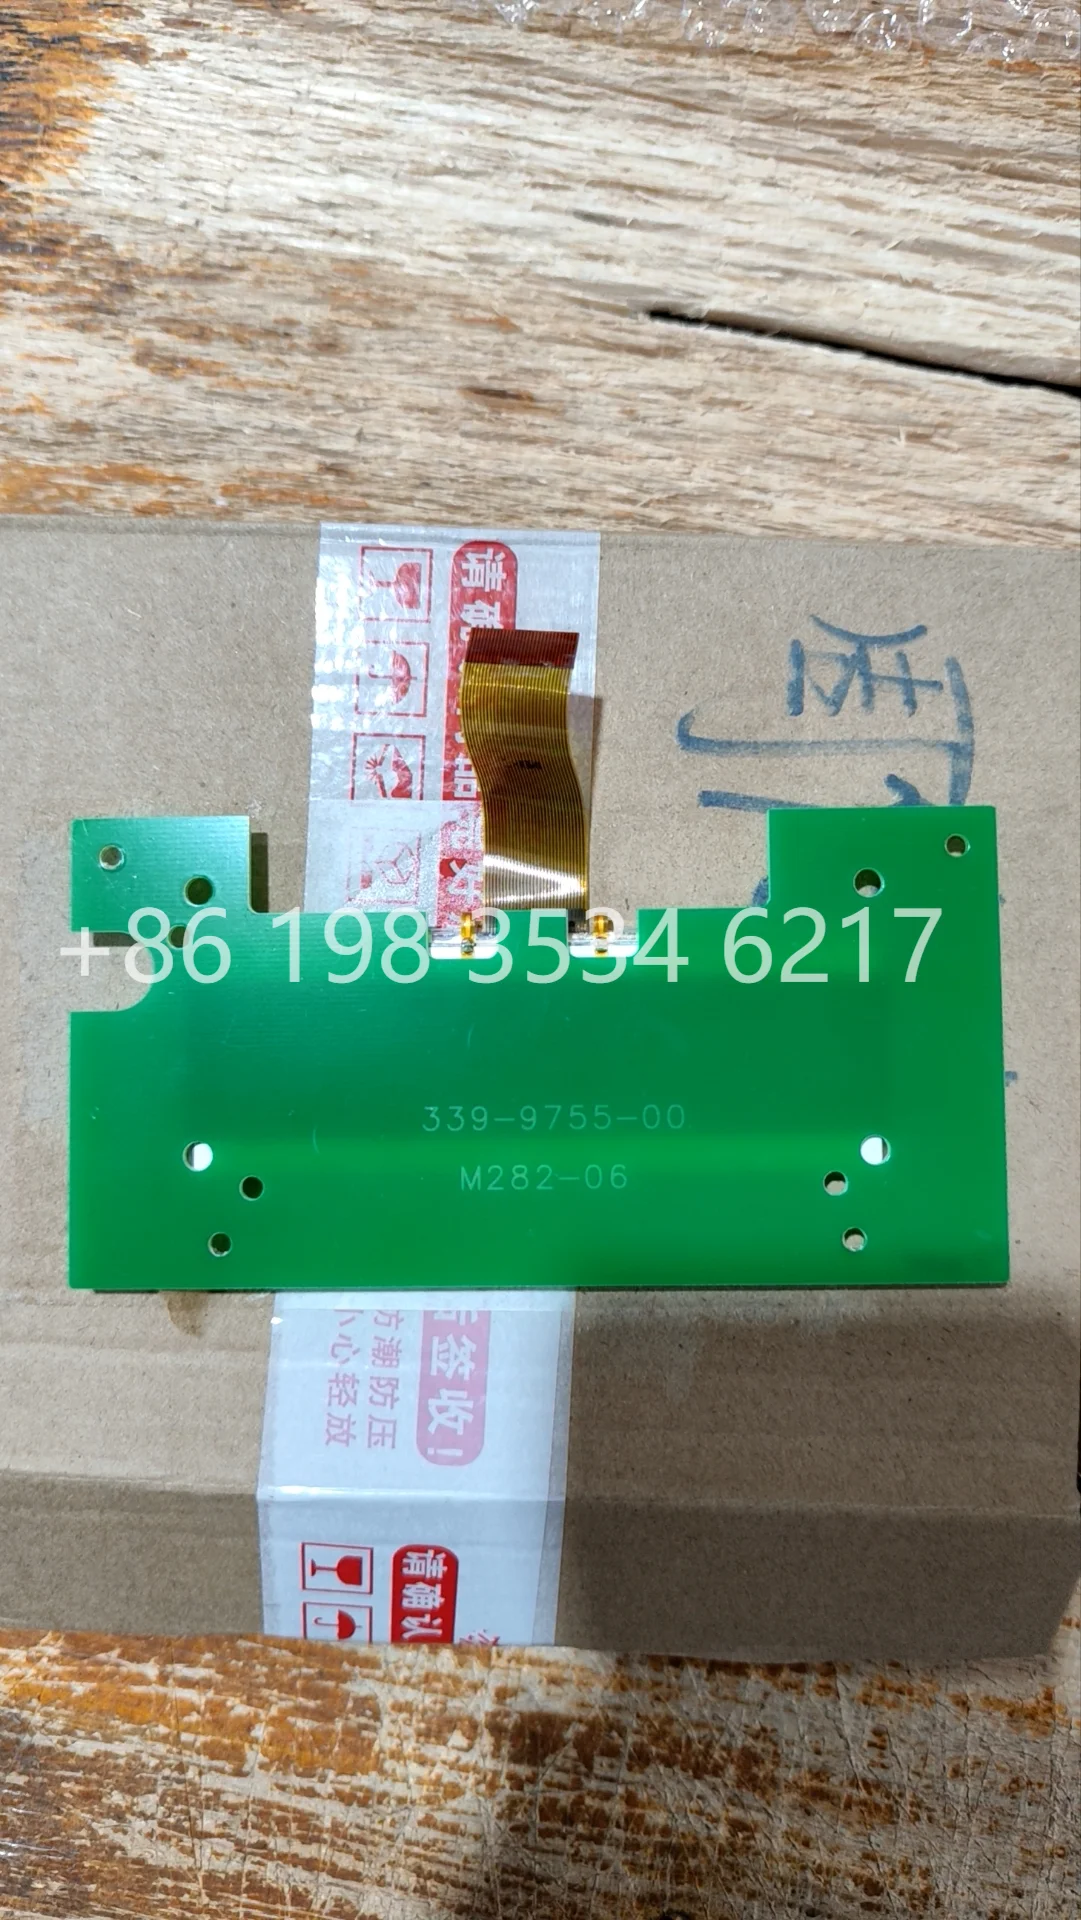 请确
+86 198 3534 6217
339-9755-00
M282-06
后签收！
防潮防压
小心轻放
请确认